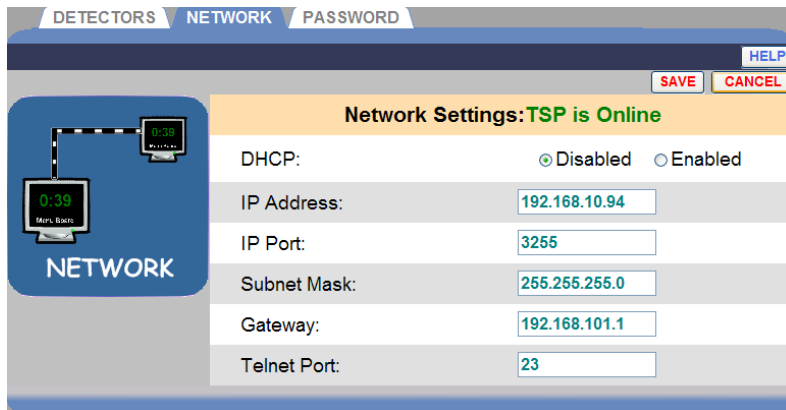 DETECTORS NETWORK PASSWORD
HELP
SAVE CANCEL
Network Settings:TSP is Online
DHCP: Disabled Enabled
IP Address: 192.168.10.94
IP Port: 3255
Subnet Mask: 255.255.255.0
Gateway: 192.168.101.1
Telnet Port: 23
0:39
0:39
NETWORK